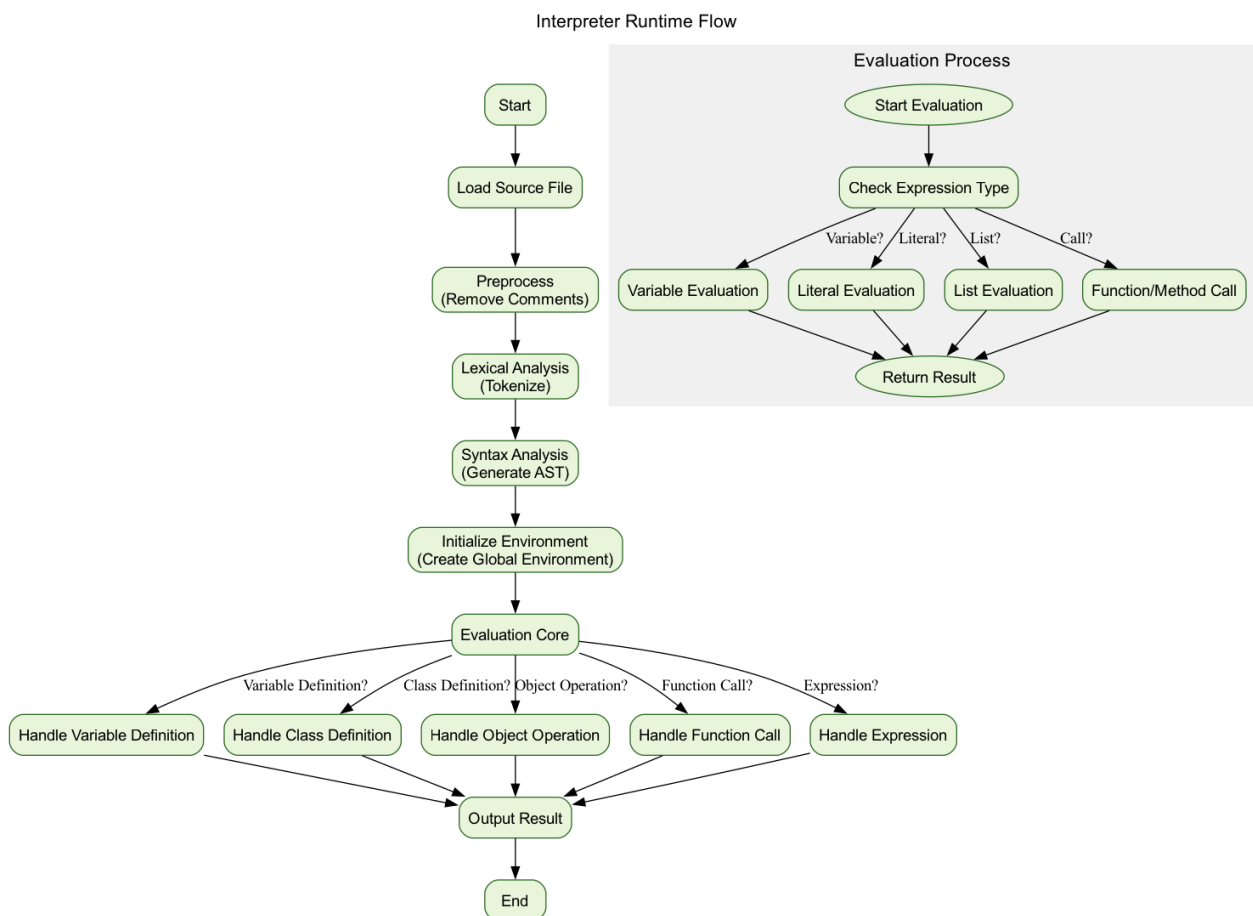 Interpreter Runtime Flow
Evaluation Process
Start
Start Evaluation
Load Source File
Check Expression Type
Variable?
Literal?
List?
Call?
Preprocess
(Remove Comments)
Variable Evaluation
Literal Evaluation
List Evaluation
Function/Method Call
Lexical Analysis
(Tokenize)
Return Result
Syntax Analysis
(Generate AST)
Initialize Environment
(Create Global Environment)
Evaluation Core
Variable Definition?
Class Definition?
Object Operation?
Function Call?
Expression?
Handle Variable Definition
Handle Class Definition
Handle Object Operation
Handle Function Call
Handle Expression
Output Result
End